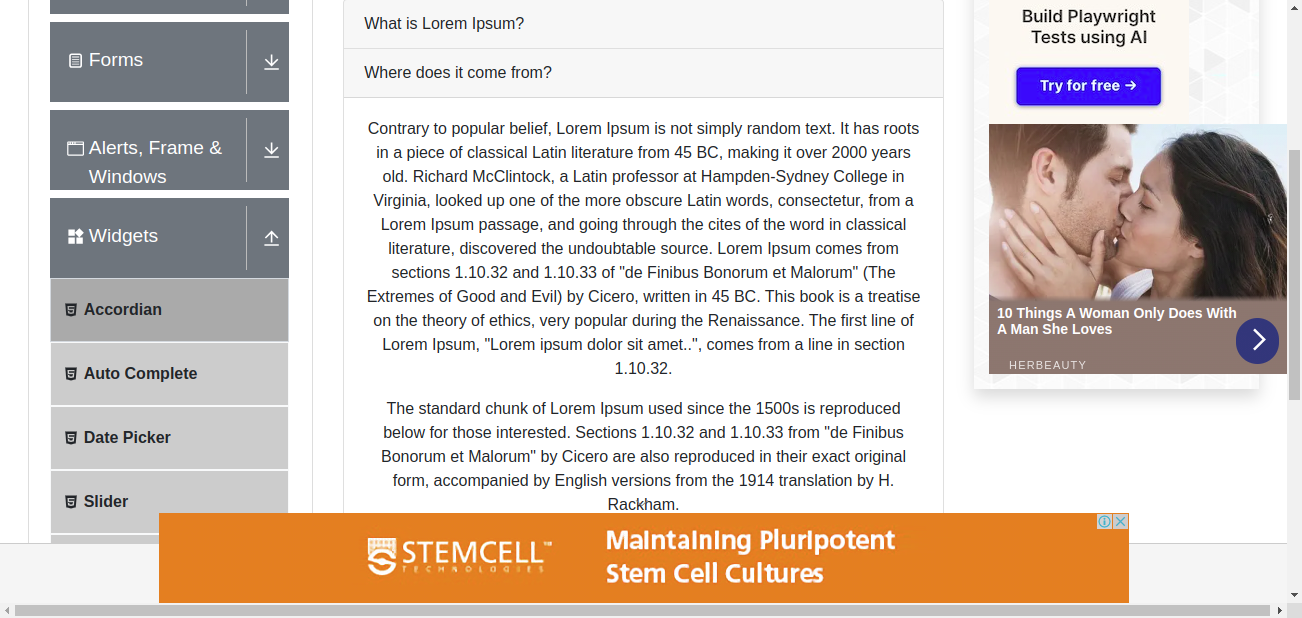 Forms
Alerts, Frame &
Windows
Widgets
Accordian
Auto Complete
Date Picker
Slider
What is Lorem Ipsum?
Where does it come from?
Contrary to popular belief, Lorem Ipsum is not simply random text. It has roots
in a piece of classical Latin literature from 45 BC, making it over 2000 years
old. Richard McClintock, a Latin professor at Hampden-Sydney College in
Virginia, looked up one of the more obscure Latin words, consectetur, from a
Lorem Ipsum passage, and going through the cites of the word in classical
literature, discovered the undoubtable source. Lorem Ipsum comes from
sections 1.10.32 and 1.10.33 of "de Finibus Bonorum et Malorum" (The
Extremes of Good and Evil) by Cicero, written in 45 BC. This book is a treatise
on the theory of ethics, very popular during the Renaissance. The first line of
Lorem Ipsum, "Lorem ipsum dolor sit amet..", comes from a line in section
1.10.32.
The standard chunk of Lorem Ipsum used since the 1500s is reproduced
below for those interested. Sections 1.10.32 and 1.10.33 from "de Finibus
Bonorum et Malorum" by Cicero are also reproduced in their exact original
form, accompanied by English versions from the 1914 translation by H.
Rackham.
Build Playwright
Tests using AI
Try for free →
10 Things A Woman Only Does With
A Man She Loves
HERBEAUTY
STEMCELL™
TECHNOLOGIES
Maintaining Pluripotent
Stem Cell Cultures